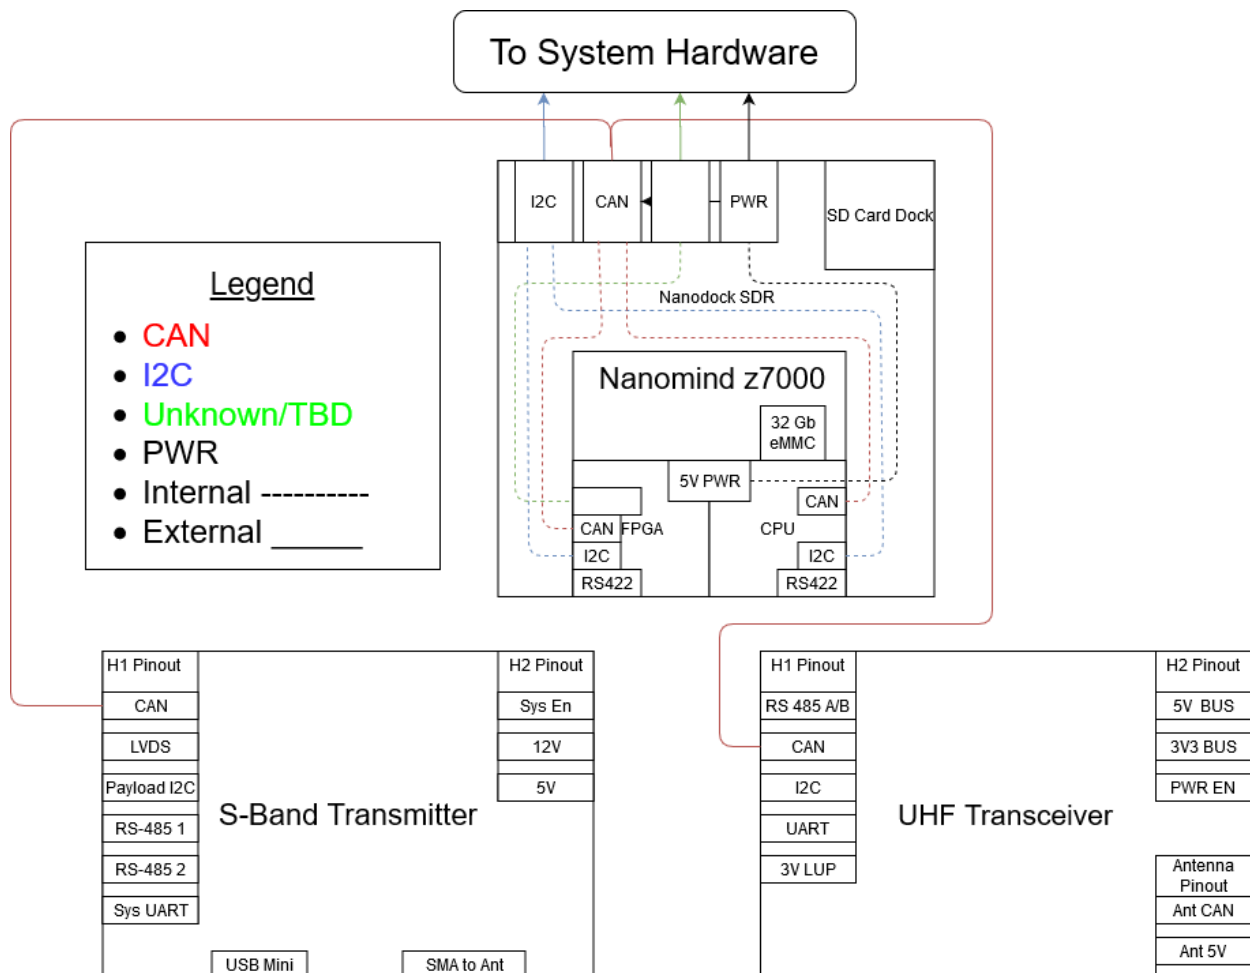 To System Hardware
I2C
CAN
PWR
SD Card Dock
Nanodock SDR
Legend
CAN
I2C
Unknown/TBD
PWR
Internal ----------
External _____
Nanomind z7000
32 Gb
eMMC
5V PWR
CAN
CAN
FPGA
CPU
I2C
I2C
RS422
RS422
H1 Pinout
CAN
LVDS
Payload I2C
RS-485 1
RS-485 2
Sys UART
S-Band Transmitter
H2 Pinout
Sys En
12V
5V
USB Mini
SMA to Ant
H1 Pinout
RS 485 A/B
CAN
I2C
UART
3V LUP
UHF Transceiver
H2 Pinout
5V BUS
3V3 BUS
PWR EN
Antenna
Pinout
Ant CAN
Ant 5V